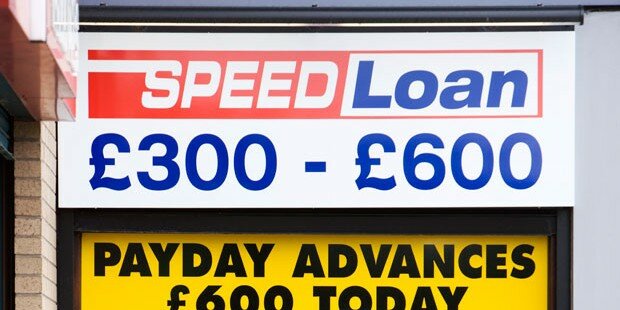 SPEED Loan
£300 - £600
PAYDAY ADVANCES
£600 TODAY